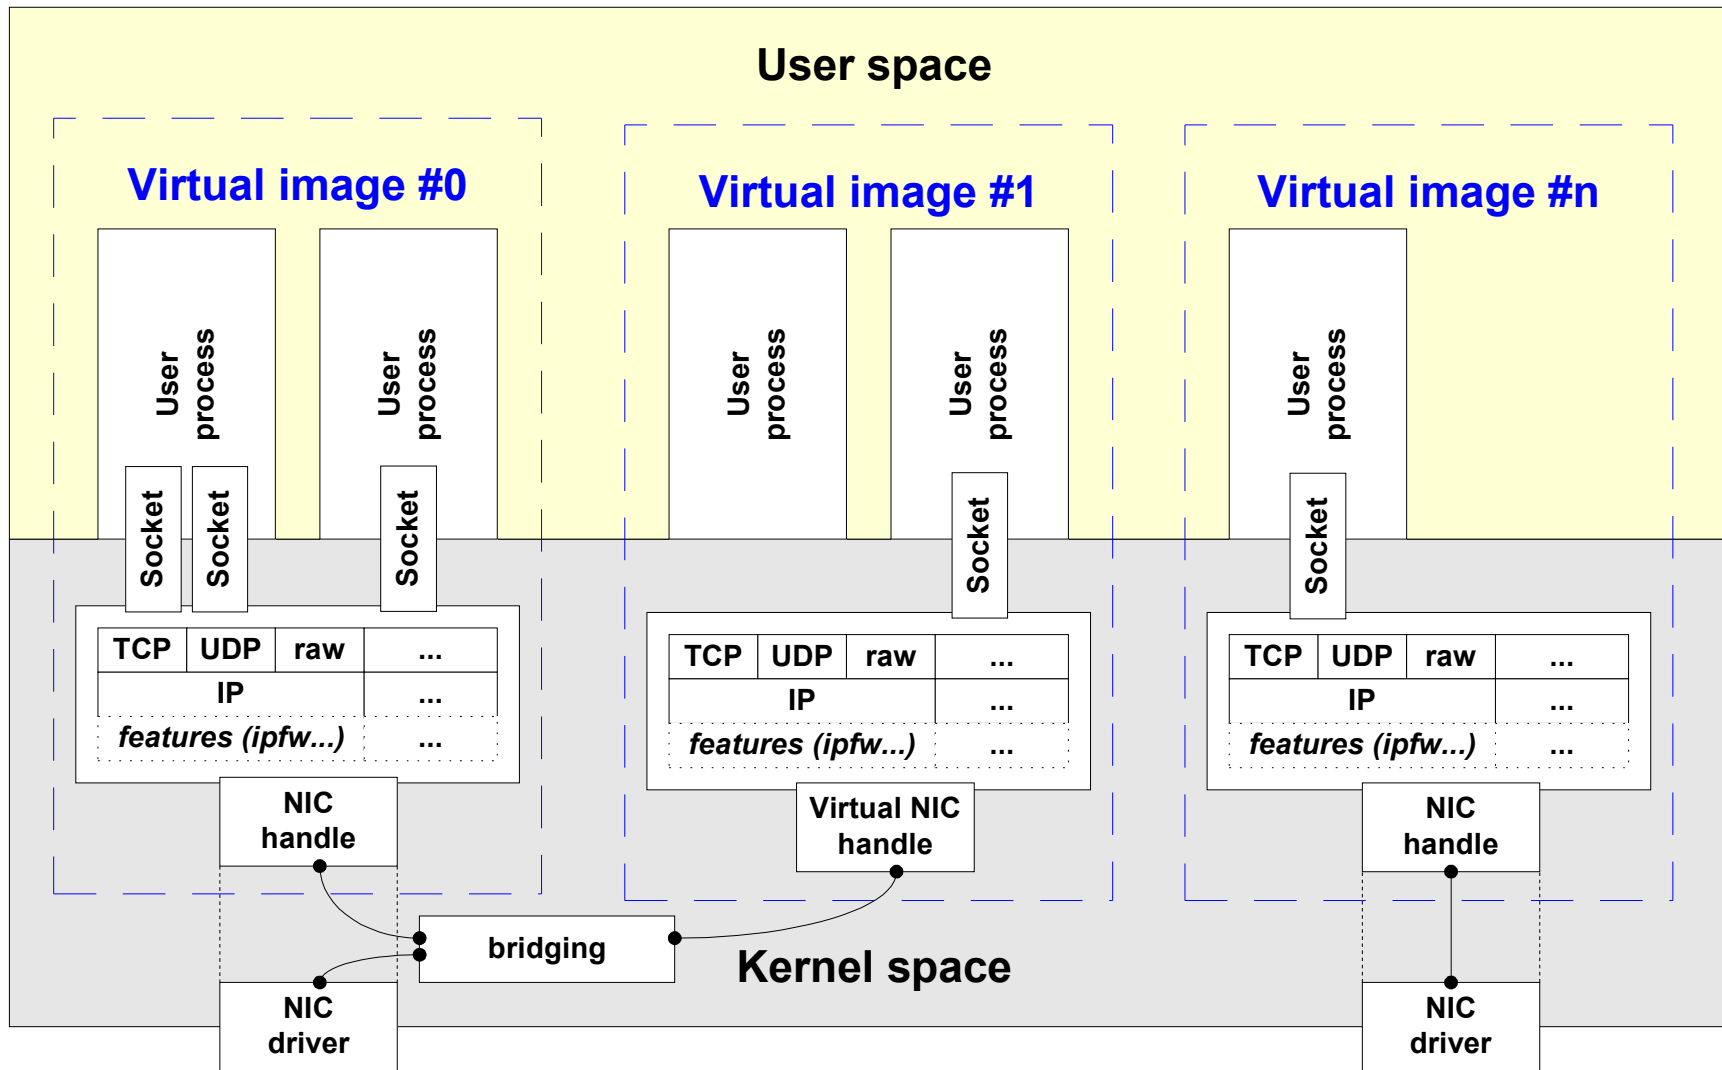 User space
Virtual image #0
Virtual image #1
Virtual image #n
User
process
User
process
User
process
User
process
User
process
Socket
Socket
Socket
Socket
Socket
TCP UDP raw ...
IP ...
features (ipfw...) ...
TCP UDP raw ...
IP ...
features (ipfw...) ...
TCP UDP raw ...
IP ...
features (ipfw...) ...
NIC
handle
Virtual NIC
handle
NIC
handle
bridging
Kernel space
NIC
driver
NIC
driver